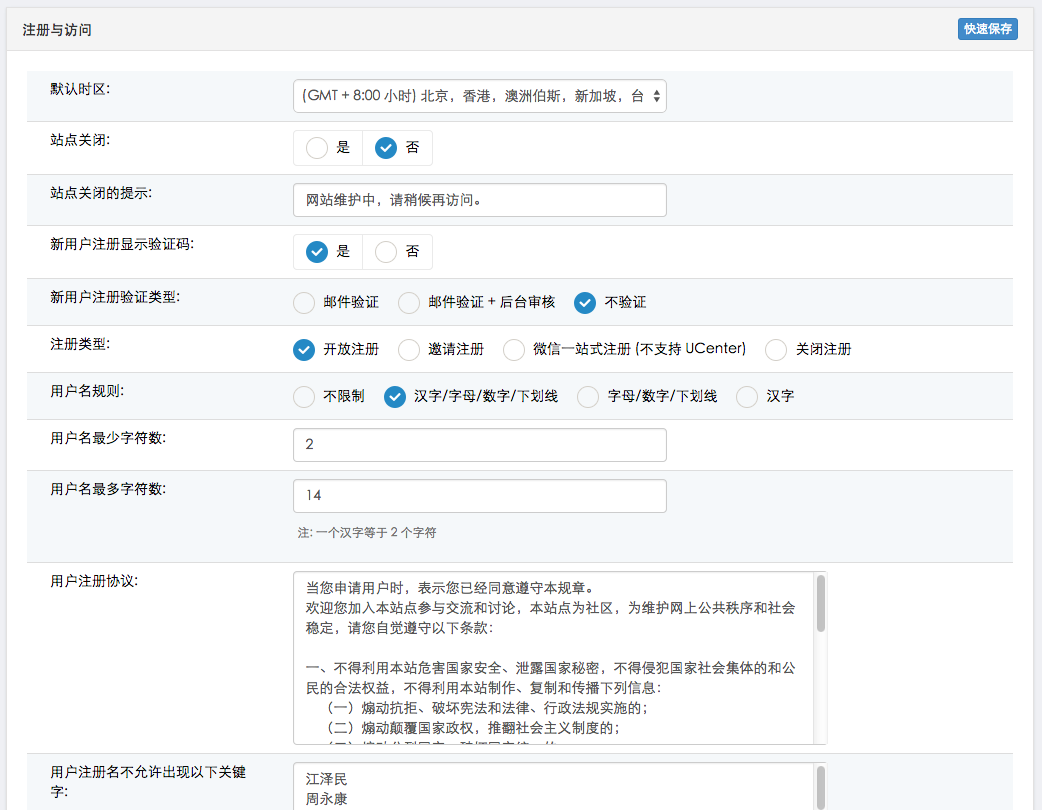 注册与访问
快速保存
默认时区:
(GMT + 8:00 小时) 北京，香港，澳洲伯斯，新加坡，台
站点关闭:
是 否
站点关闭的提示:
网站维护中，请稍候再访问。
新用户注册显示验证码:
是 否
新用户注册验证类型:
邮件验证 邮件验证 + 后台审核 不验证
注册类型:
开放注册 邀请注册 微信一站式注册 (不支持 UCenter) 关闭注册
用户名规则:
不限制 汉字/字母/数字/下划线 字母/数字/下划线 汉字
用户名最少字符数:
2
用户名最多字符数:
14
注: 一个汉字等于 2 个字符
用户注册协议:
当您申请用户时，表示您已经同意遵守本规章。
欢迎您加入本站点参与交流和讨论，本站点为社区，为维护网上公共秩序和社会
稳定，请您自觉遵守以下条款：
一、不得利用本站危害国家安全、泄露国家秘密，不得侵犯国家社会集体的和公
民的合法权益，不得利用本站制作、复制和传播下列信息：
（一）煽动抗拒、破坏宪法和法律、行政法规实施的；
（二）煽动颠覆国家政权，推翻社会主义制度的；
用户注册名不允许出现以下关键
字:
江泽民
周永康